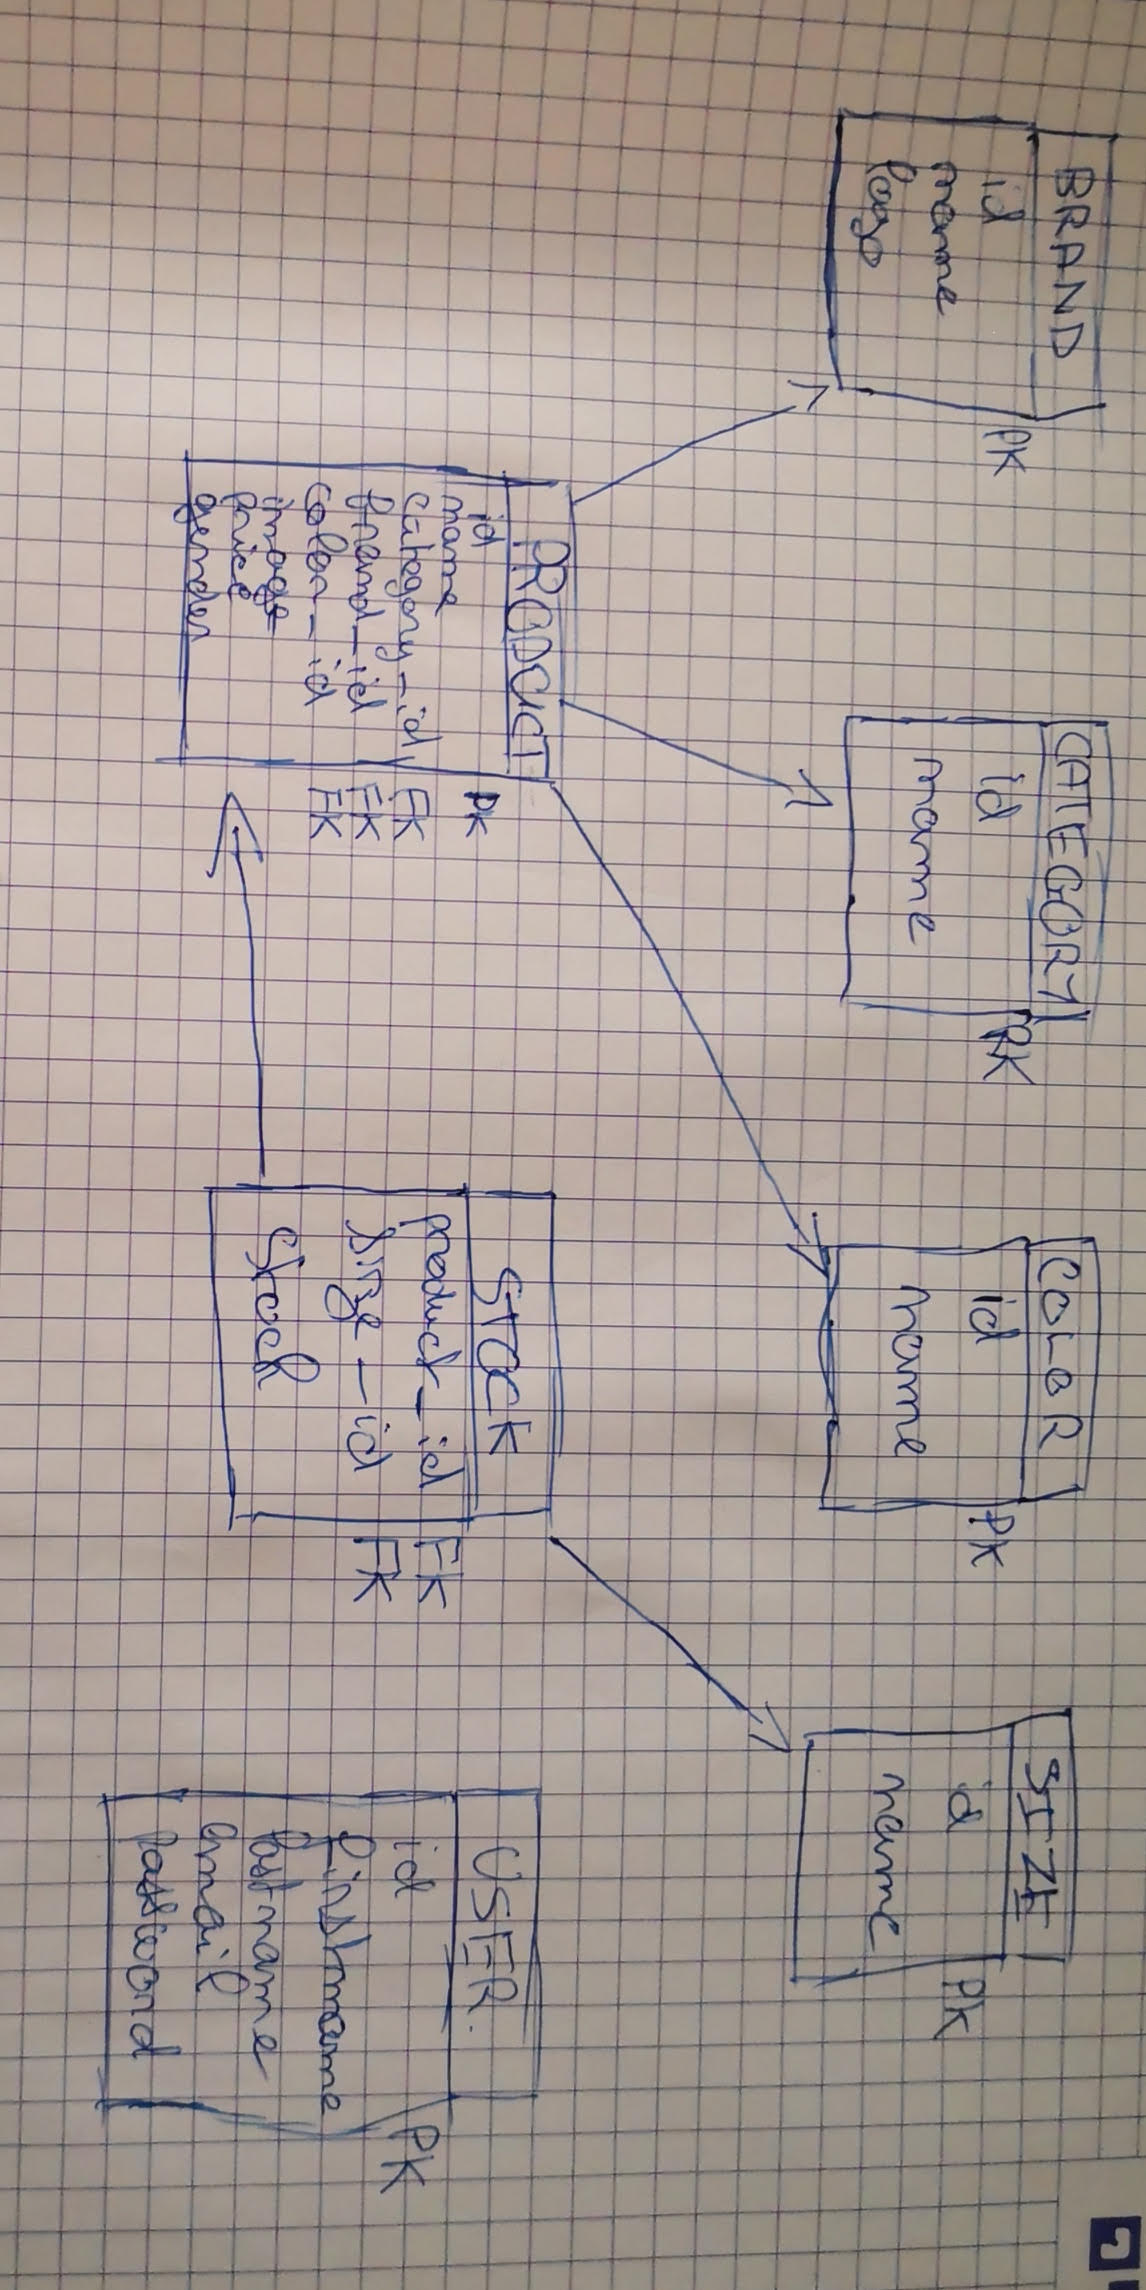 BRAND
id PK
name
logo
CATEGORY
id PK
name
COLOR
id PK
name
SIZE
id PK
name
PRODUCT
id PK
name
category_id FK
brand_id FK
color_id FK
image
price
gender
STOCK
product_id FK
size_id FK
stock
USER
id PK
firstname
lastname
email
password